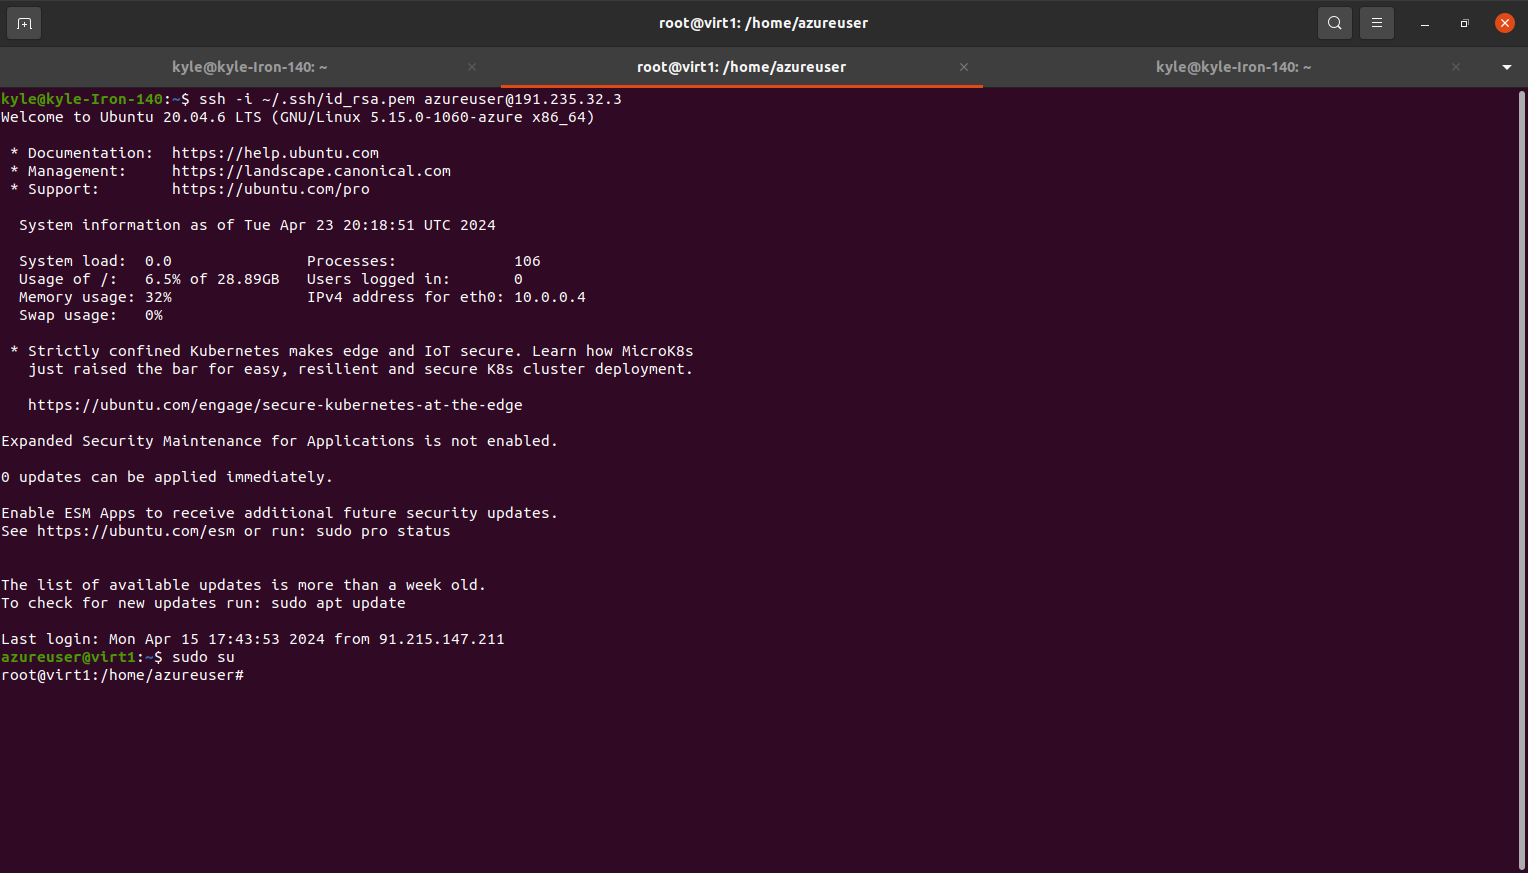 root@virt1: /home/azureuser
kyle@kyle-Iron-140: ~
root@virt1: /home/azureuser
kyle@kyle-Iron-140: ~
kyle@kyle-Iron-140:~$ ssh -i ~/.ssh/id_rsa.pem azureuser@191.235.32.3
Welcome to Ubuntu 20.04.6 LTS (GNU/Linux 5.15.0-1060-azure x86_64)
* Documentation:  https://help.ubuntu.com
* Management:     https://landscape.canonical.com
* Support:        https://ubuntu.com/pro
System information as of Tue Apr 23 20:18:51 UTC 2024
System load:  0.0               Processes:             106
Usage of /:   6.5% of 28.89GB   Users logged in:       0
Memory usage: 32%               IPv4 address for eth0: 10.0.0.4
Swap usage:   0%
* Strictly confined Kubernetes makes edge and IoT secure. Learn how MicroK8s
just raised the bar for easy, resilient and secure K8s cluster deployment.
https://ubuntu.com/engage/secure-kubernetes-at-the-edge
Expanded Security Maintenance for Applications is not enabled.
0 updates can be applied immediately.
Enable ESM Apps to receive additional future security updates.
See https://ubuntu.com/esm or run: sudo pro status
The list of available updates is more than a week old.
To check for new updates run: sudo apt update
Last login: Mon Apr 15 17:43:53 2024 from 91.215.147.211
azureuser@virt1:~$ sudo su
root@virt1:/home/azureuser#